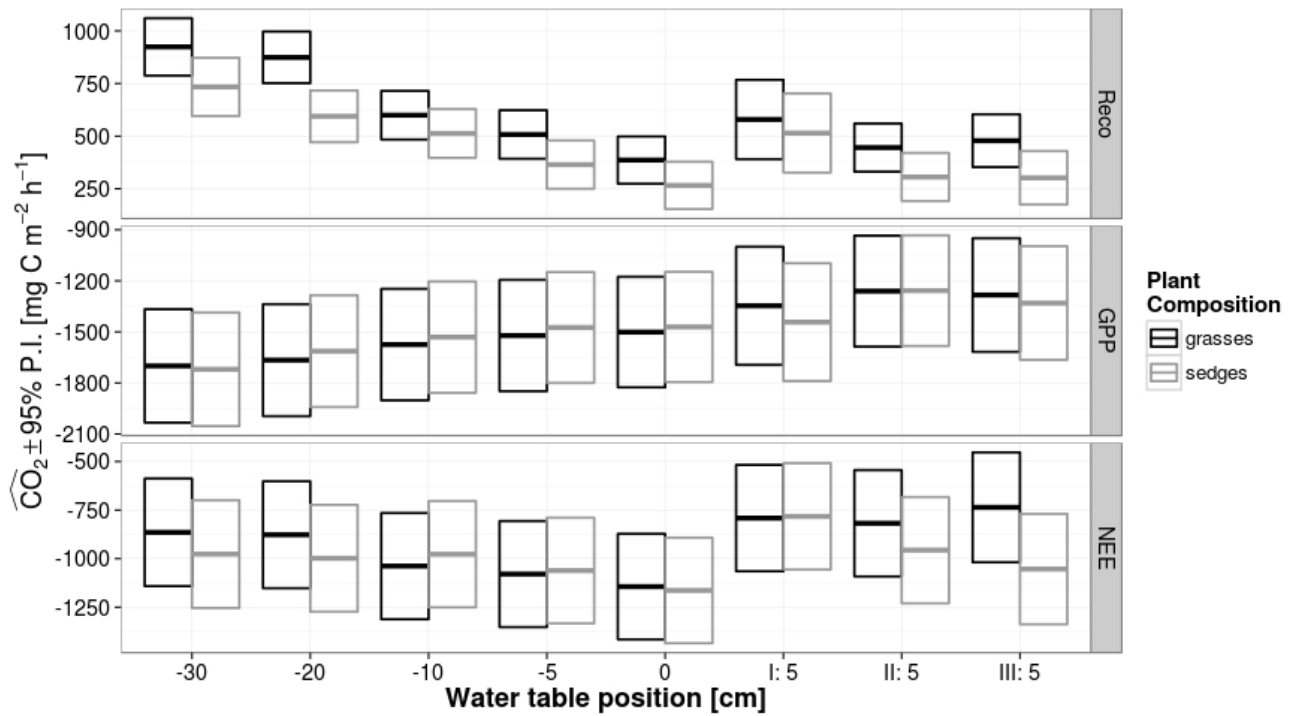 1000
750
500
250
Reco
-900
-1200
-1500
-1800
-2100
GPP
-500
-750
-1000
-1250
NEE
-30 -20 -10 -5 0 I: 5 II: 5 III: 5
Water table position [cm]
CO₂ ± 95% P.I. [mg C m⁻² h⁻¹]
Plant
Composition
grasses
sedges